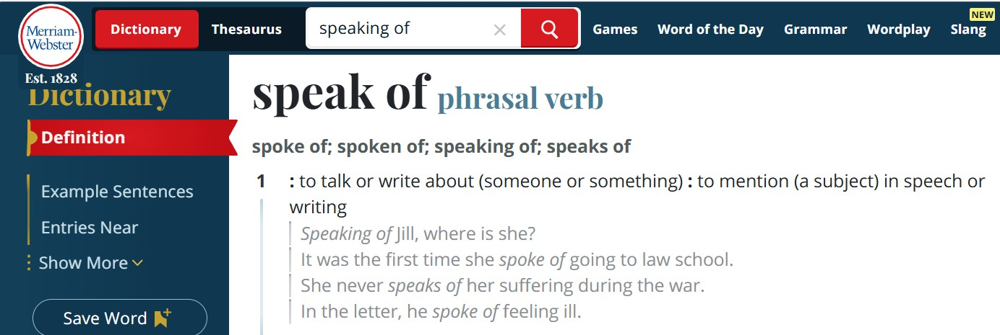 Merriam-
Webster
Est. 1828
Dictionary
Thesaurus
speaking of
Games
Word of the Day
Grammar
Wordplay
NEW
Slang
Dictionary
Definition
Example Sentences
Entries Near
Show More
Save Word
speak of phrasal verb
spoke of; spoken of; speaking of; speaks of
1 : to talk or write about (someone or something) : to mention (a subject) in speech or
writing
Speaking of Jill, where is she?
It was the first time she spoke of going to law school.
She never speaks of her suffering during the war.
In the letter, he spoke of feeling ill.